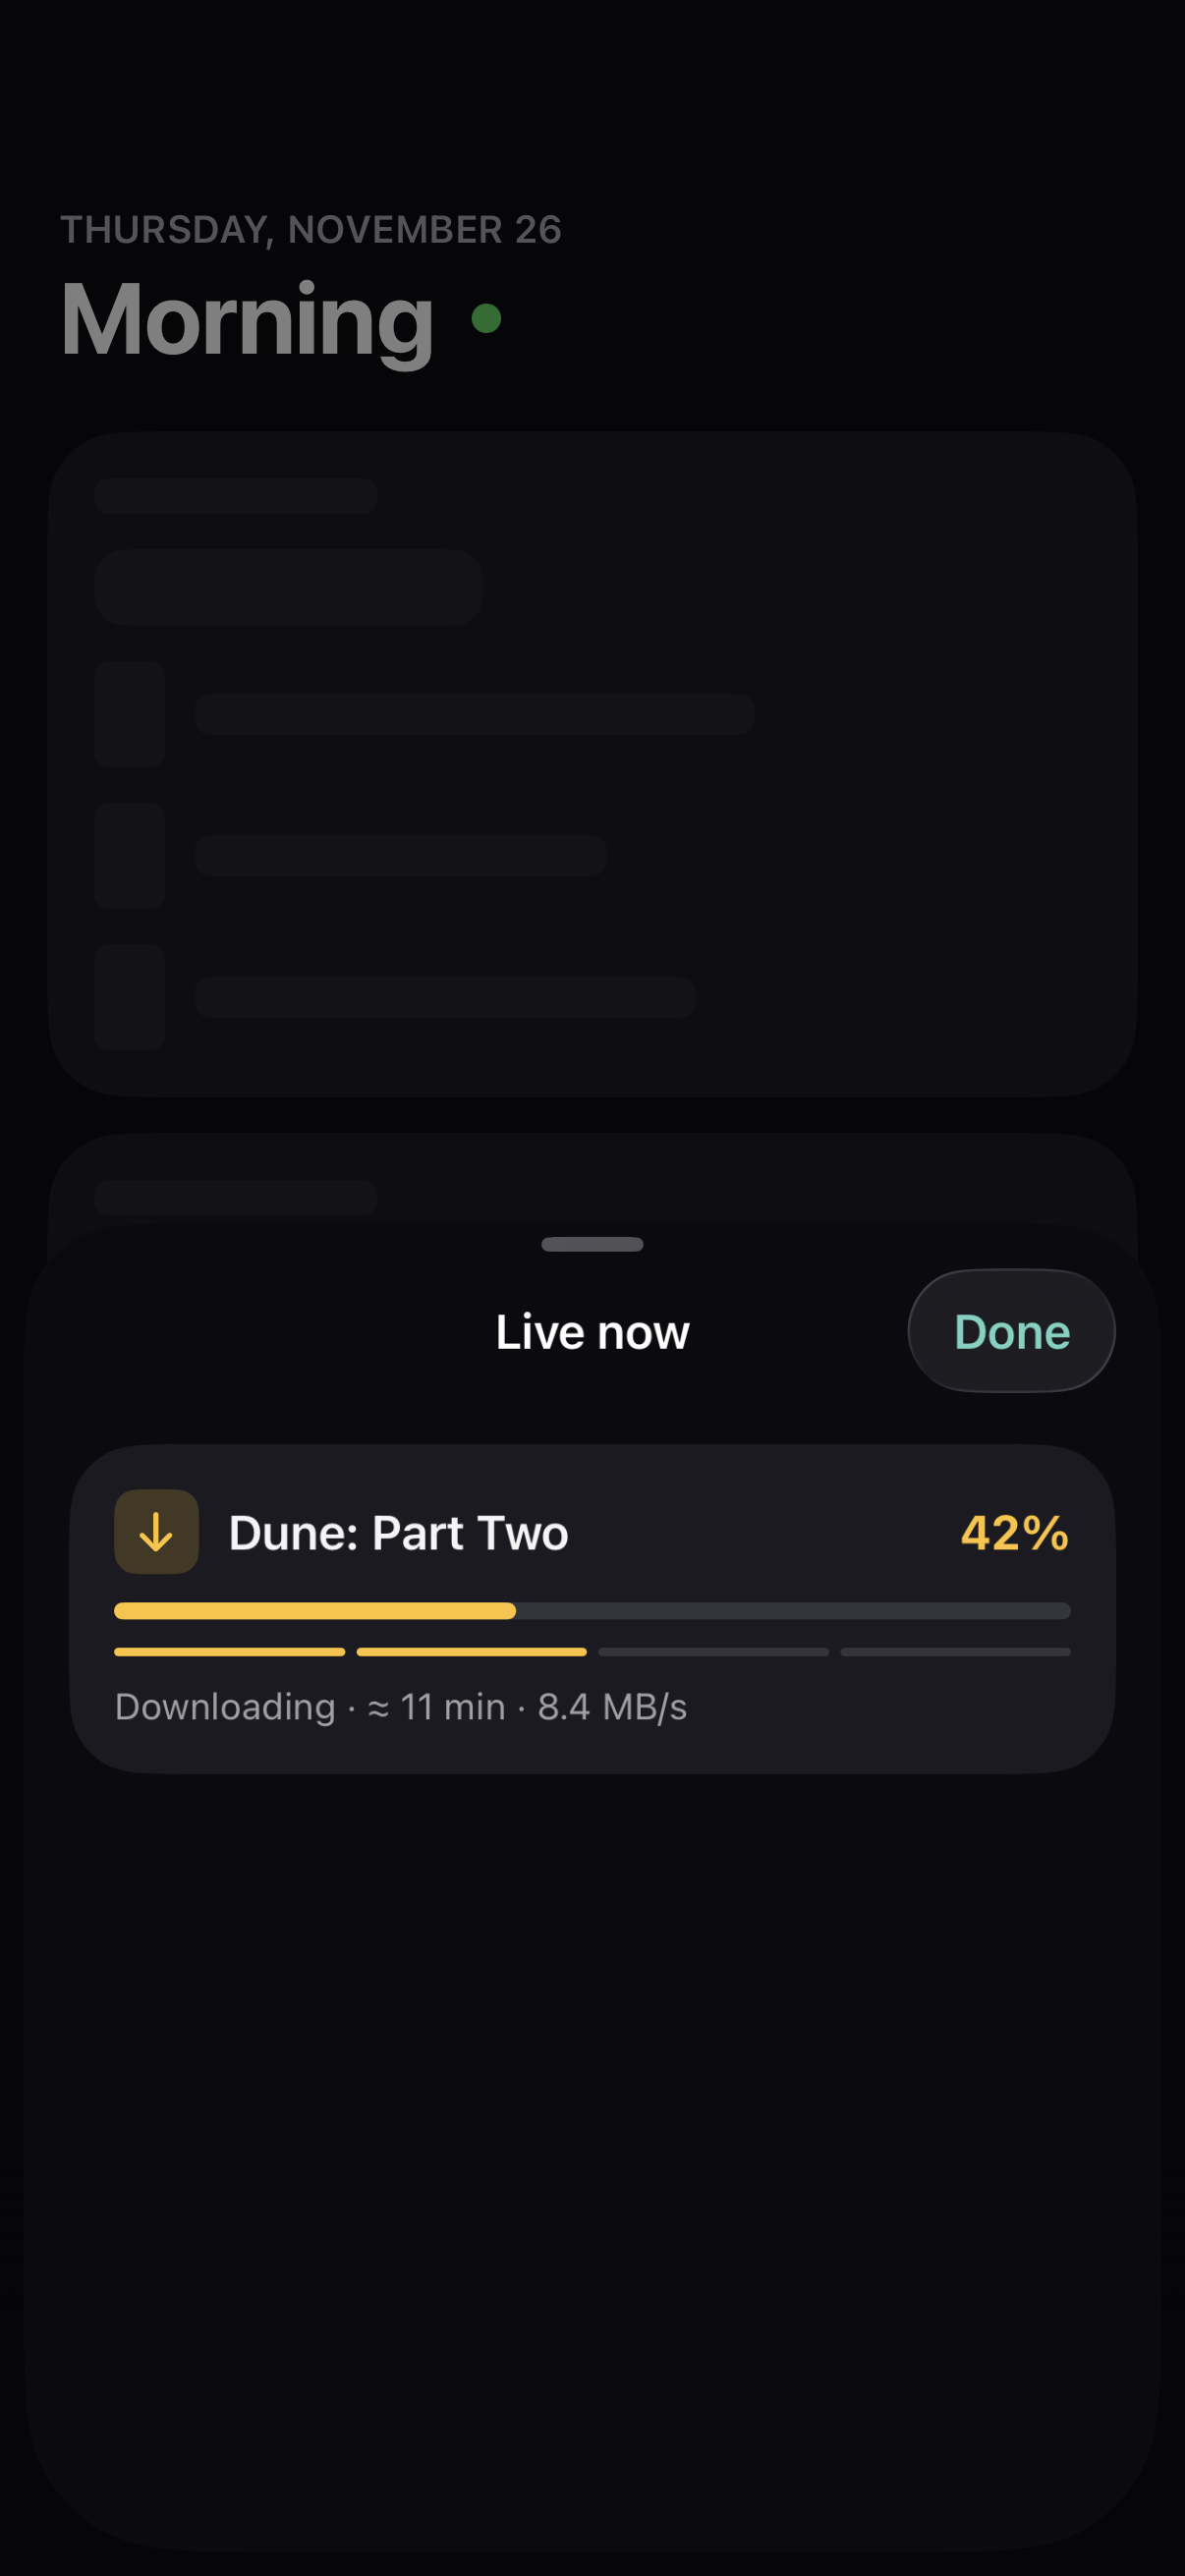 THURSDAY, NOVEMBER 26
Morning
Live now
Done
Dune: Part Two
42%
Downloading · ≈ 11 min · 8.4 MB/s